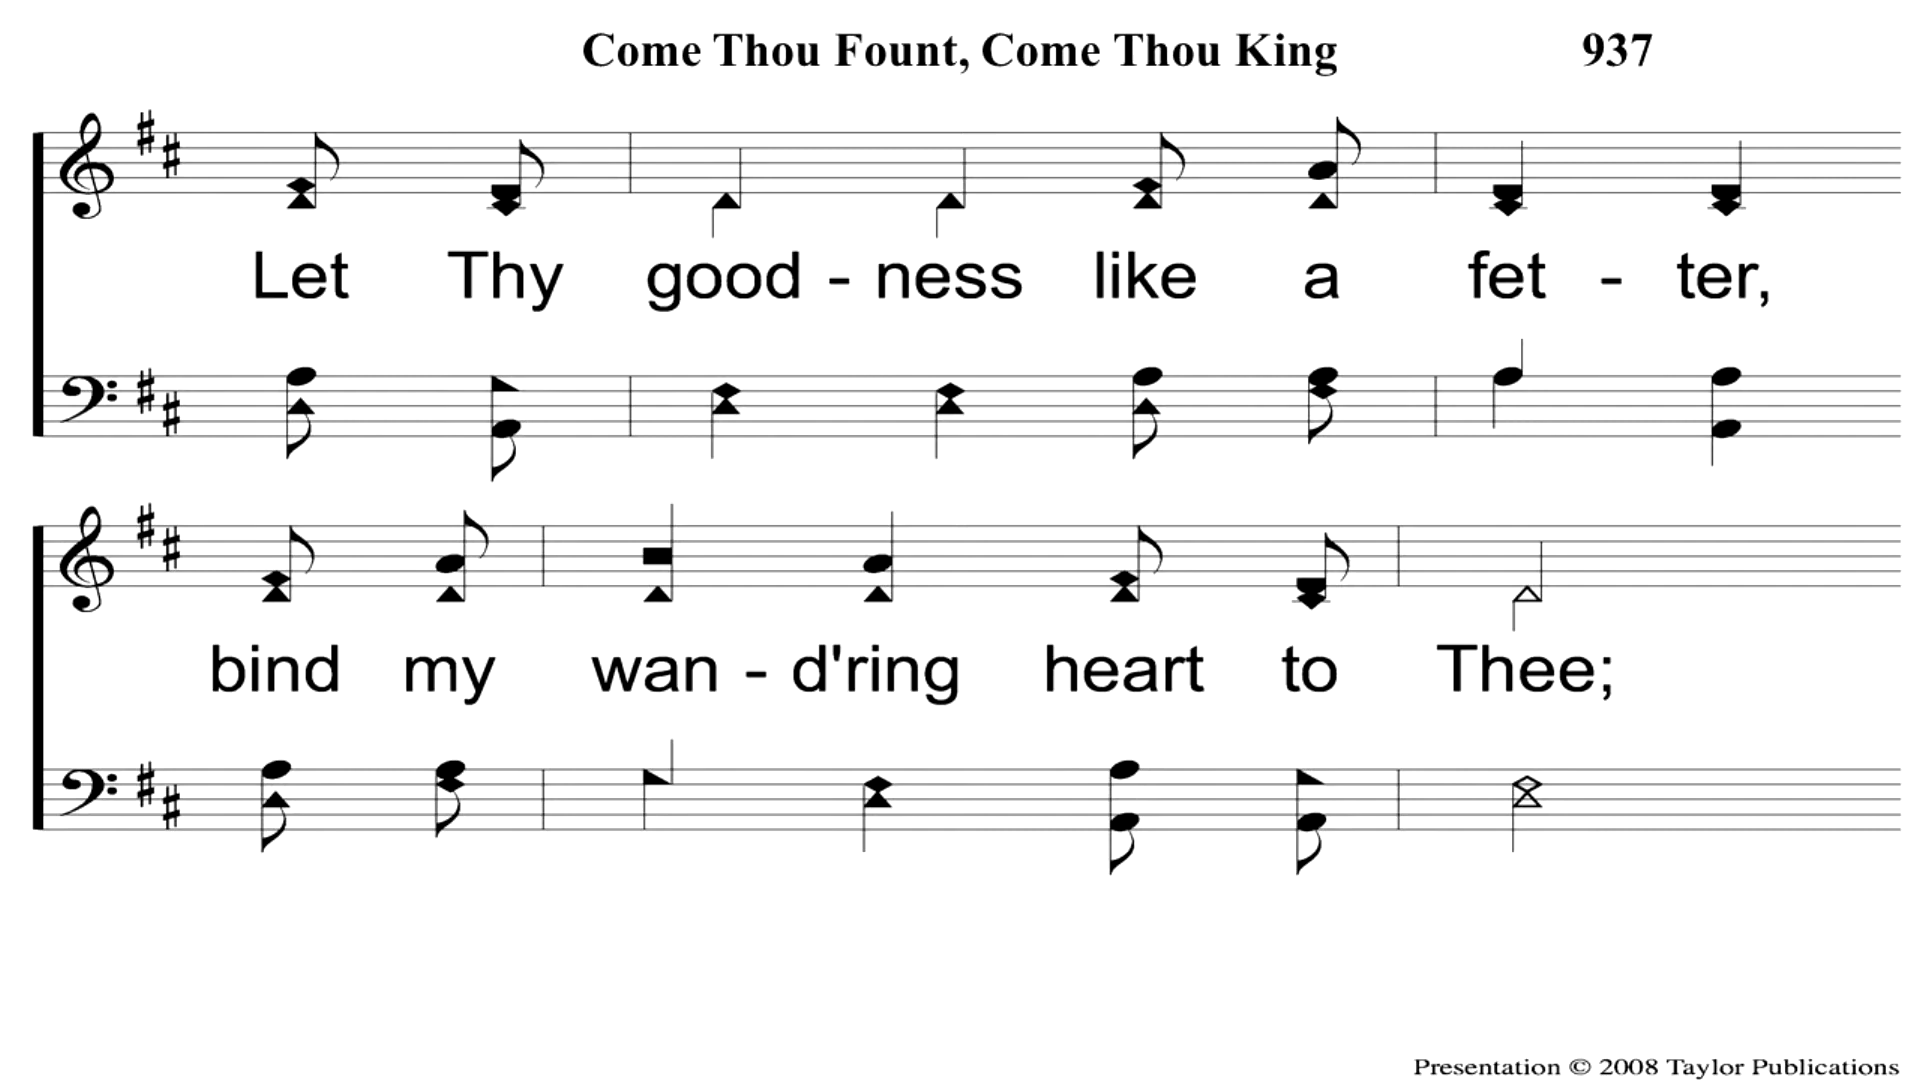 Come Thou Fount, Come Thou King 937
Let Thy good - ness like a fet - ter,
bind my wan - d'ring heart to Thee;
Presentation © 2008 Taylor Publications